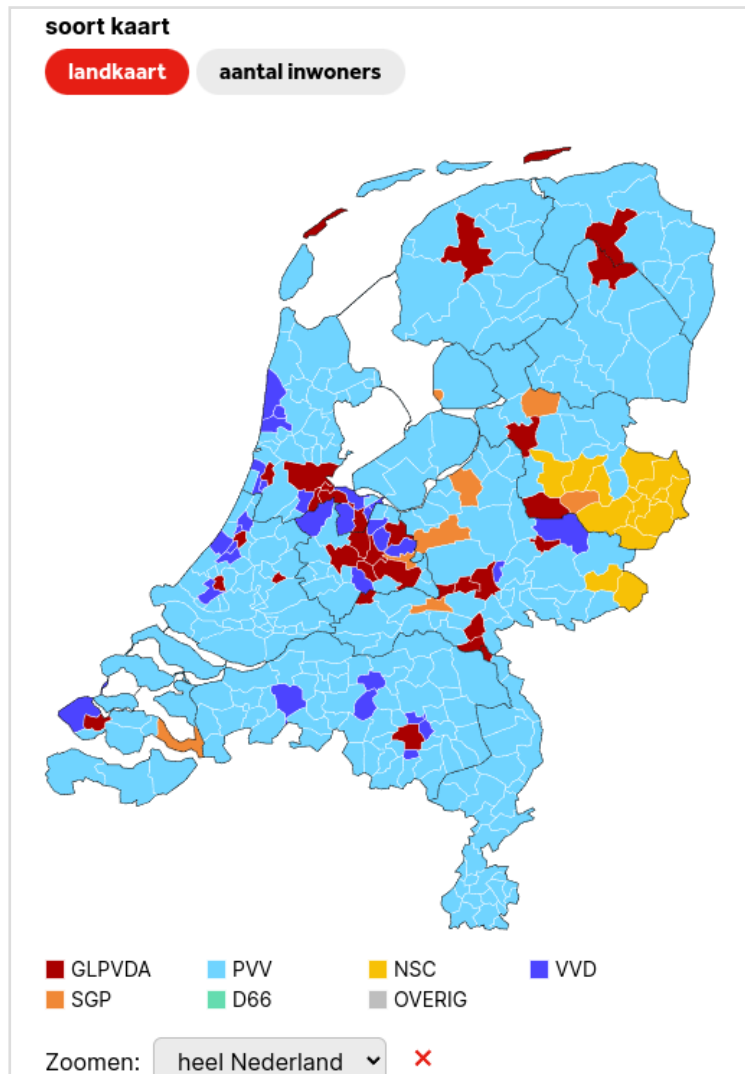 soort kaart
landkaart aantal inwoners
GLPVDA PVV NSC VVD
SGP D66 OVERIG
Zoomen: heel Nederland ×